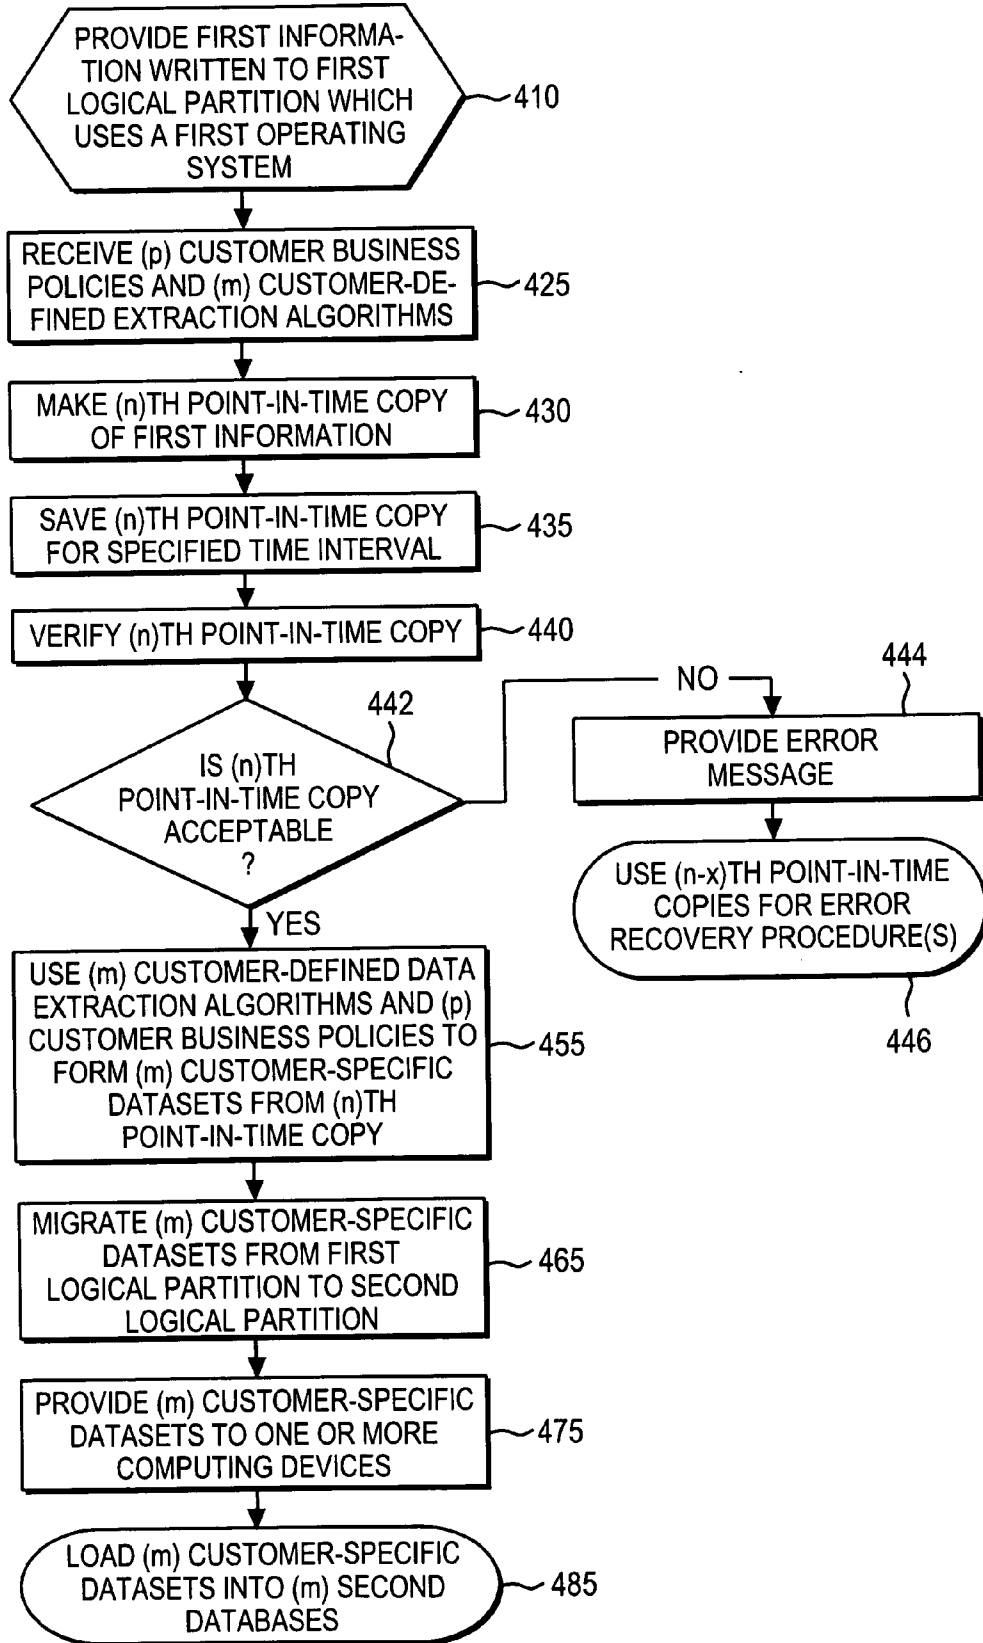 PROVIDE FIRST INFORMA-
TION WRITTEN TO FIRST
LOGICAL PARTITION WHICH
USES A FIRST OPERATING
SYSTEM
410
RECEIVE (p) CUSTOMER BUSINESS
POLICIES AND (m) CUSTOMER-DE-
FINED EXTRACTION ALGORITHMS
425
MAKE (n)TH POINT-IN-TIME COPY
OF FIRST INFORMATION
430
SAVE (n)TH POINT-IN-TIME COPY
FOR SPECIFIED TIME INTERVAL
435
VERIFY (n)TH POINT-IN-TIME COPY
440
IS (n)TH
POINT-IN-TIME COPY
ACCEPTABLE
?
442
NO
444
PROVIDE ERROR
MESSAGE
USE (n-x)TH POINT-IN-TIME
COPIES FOR ERROR
RECOVERY PROCEDURE(S)
446
YES
USE (m) CUSTOMER-DEFINED DATA
EXTRACTION ALGORITHMS AND (p)
CUSTOMER BUSINESS POLICIES TO
FORM (m) CUSTOMER-SPECIFIC
DATASETS FROM (n)TH
POINT-IN-TIME COPY
455
MIGRATE (m) CUSTOMER-SPECIFIC
DATASETS FROM FIRST
LOGICAL PARTITION TO SECOND
LOGICAL PARTITION
465
PROVIDE (m) CUSTOMER-SPECIFIC
DATASETS TO ONE OR MORE
COMPUTING DEVICES
475
LOAD (m) CUSTOMER-SPECIFIC
DATASETS INTO (m) SECOND
DATABASES
485